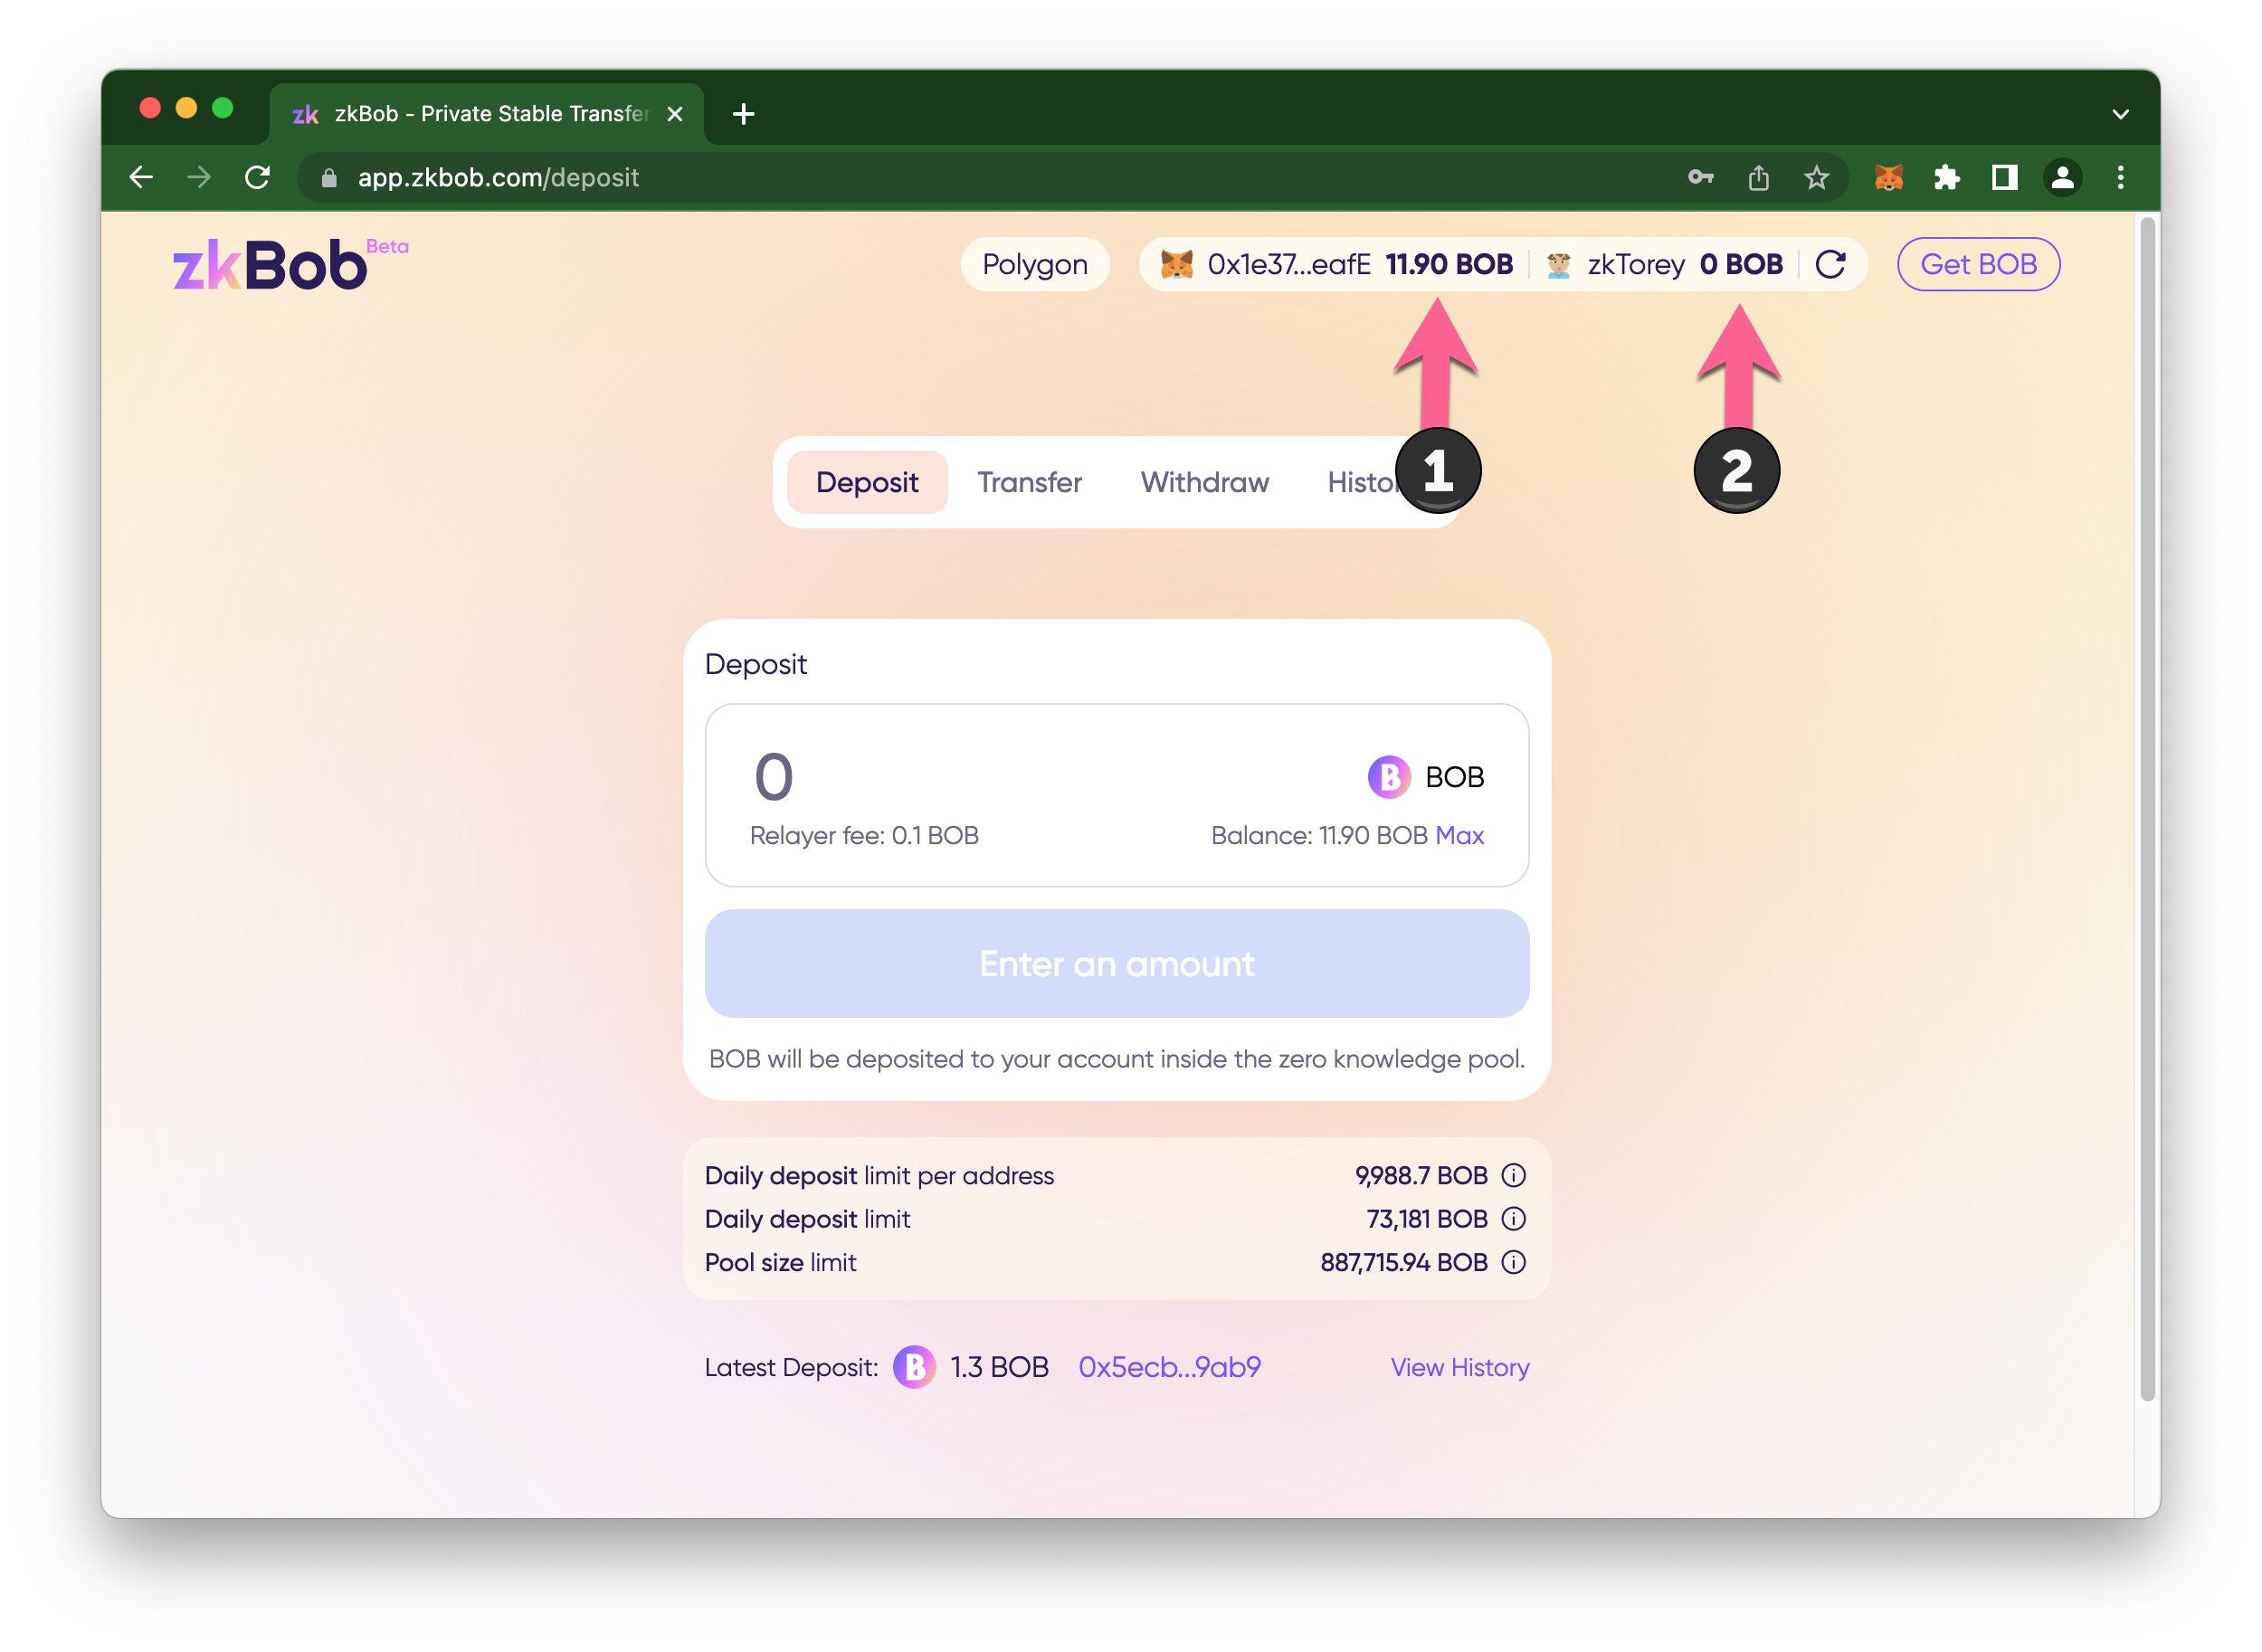 zkBob - Private Stable Transfer
app.zkbob.com/deposit
zkBob Beta
Polygon
0x1e37...eafE 11.90 BOB
zkTorey 0 BOB
Get BOB
Deposit Transfer Withdraw
1 2
Deposit
0
BOB
Relayer fee: 0.1 BOB
Balance: 11.90 BOB Max
Enter an amount
BOB will be deposited to your account inside the zero knowledge pool.
Daily deposit limit per address 9,988.7 BOB
Daily deposit limit 73,181 BOB
Pool size limit 887,715.94 BOB
Latest Deposit: 1.3 BOB 0x5ecb...9ab9 View History